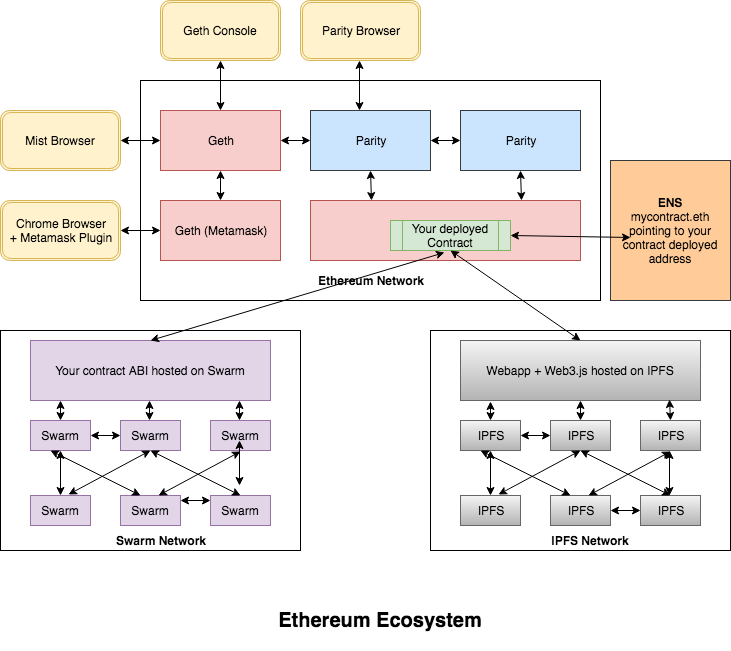 Geth Console
Parity Browser
Mist Browser
Geth
Parity
Parity
Chrome Browser
+ Metamask Plugin
Geth (Metamask)
Your deployed
Contract
ENS
mycontract.eth
pointing to your
contract deployed
address
Ethereum Network
Your contract ABI hosted on Swarm
Swarm
Swarm
Swarm
Swarm
Swarm
Swarm
Swarm Network
Webapp + Web3.js hosted on IPFS
IPFS
IPFS
IPFS
IPFS
IPFS
IPFS
IPFS Network
Ethereum Ecosystem